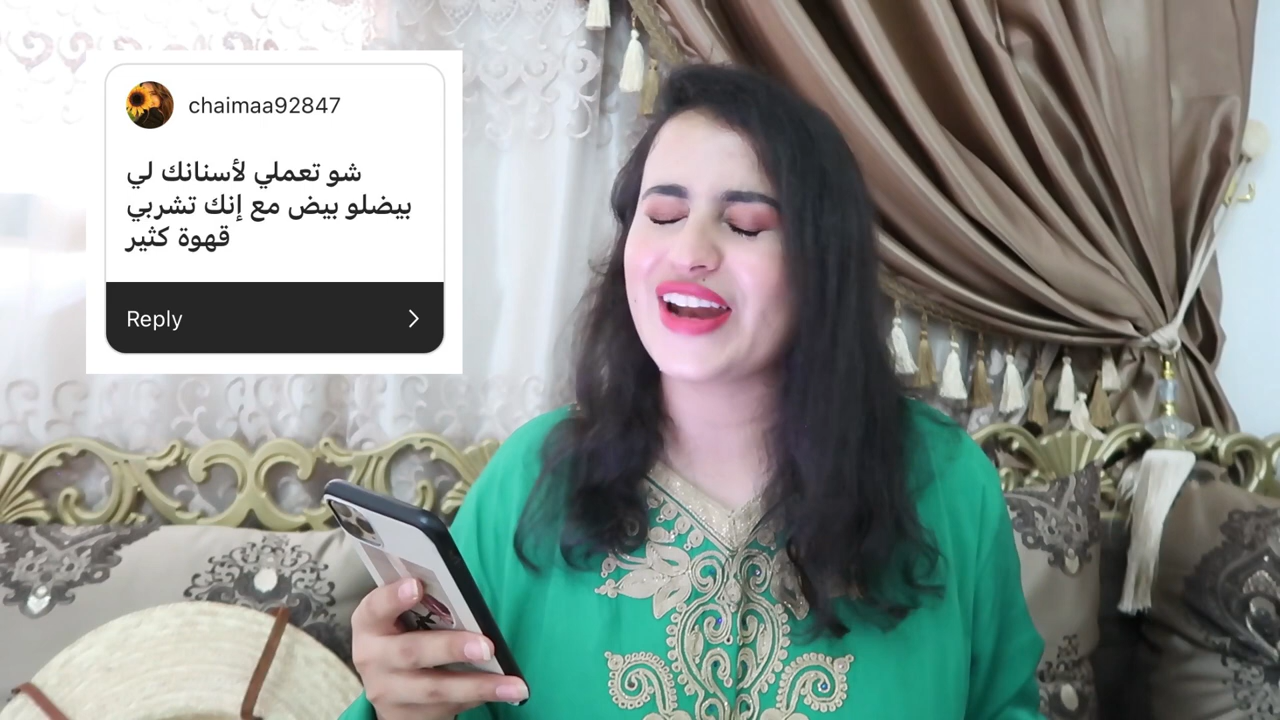 chaimaa92847
شو تعملي لأسنانك لي
بيضلو بيض مع إنك تشربي
قهوة كثير
Reply